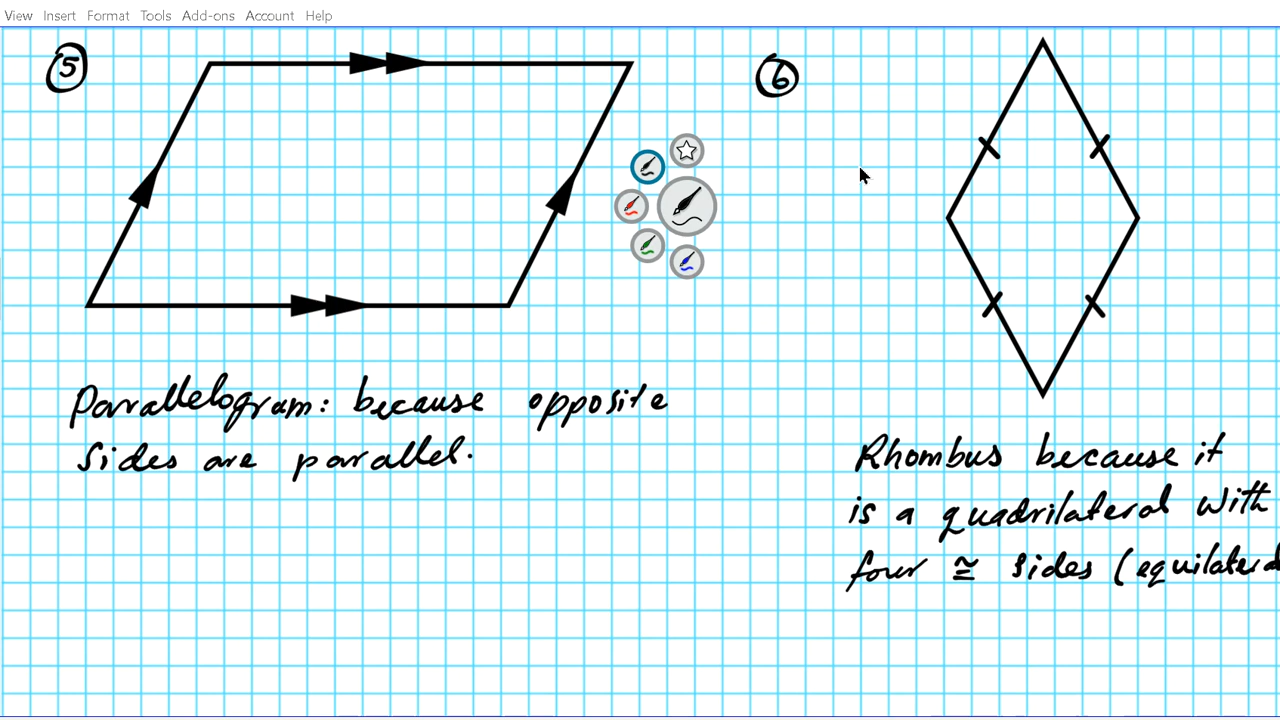 View Insert Format Tools Add-ons Account Help
5
6
Parallelogram: because opposite
sides are parallel.
Rhombus because it
is a quadrilateral with
four ≅ sides (equilateral